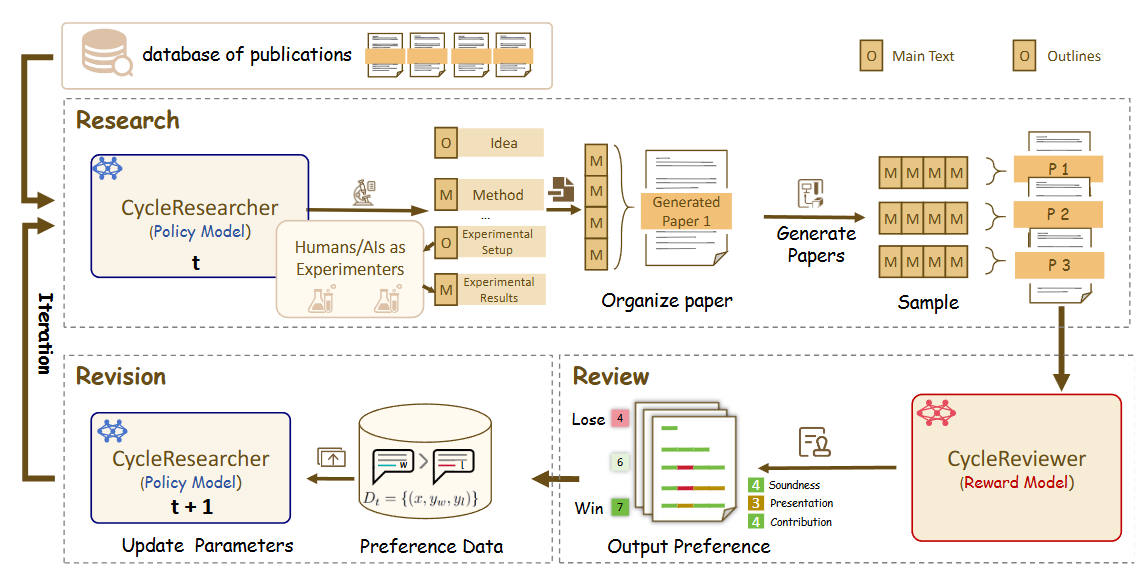 database of publications
O Main Text
O Outlines
Research
CycleResearcher
(Policy Model)
t
Humans/AIs as
Experimenters
O Idea
M Method
...
O Experimental
Setup
M Experimental
Results
M
M
M
M
Generated
Paper 1
Organize paper
Generate
Papers
M M M M
M M M M
M M M M
Sample
P 1
P 2
P 3
Iteration
Revision
CycleResearcher
(Policy Model)
t + 1
Update Parameters
w > l
D_t = {(x, y_w, y_l)}
Preference Data
Review
Lose 4
6
Win 7
4 Soundness
3 Presentation
4 Contribution
Output Preference
CycleReviewer
(Reward Model)